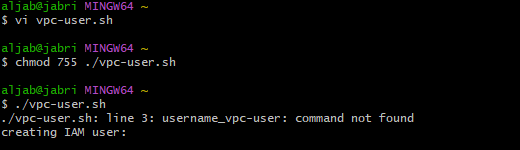 aljab@jabri MINGW64 ~
$ vi vpc-user.sh
aljab@jabri MINGW64 ~
$ chmod 755 ./vpc-user.sh
aljab@jabri MINGW64 ~
$ ./vpc-user.sh
./vpc-user.sh: line 3: username_vpc-user: command not found
creating IAM user: